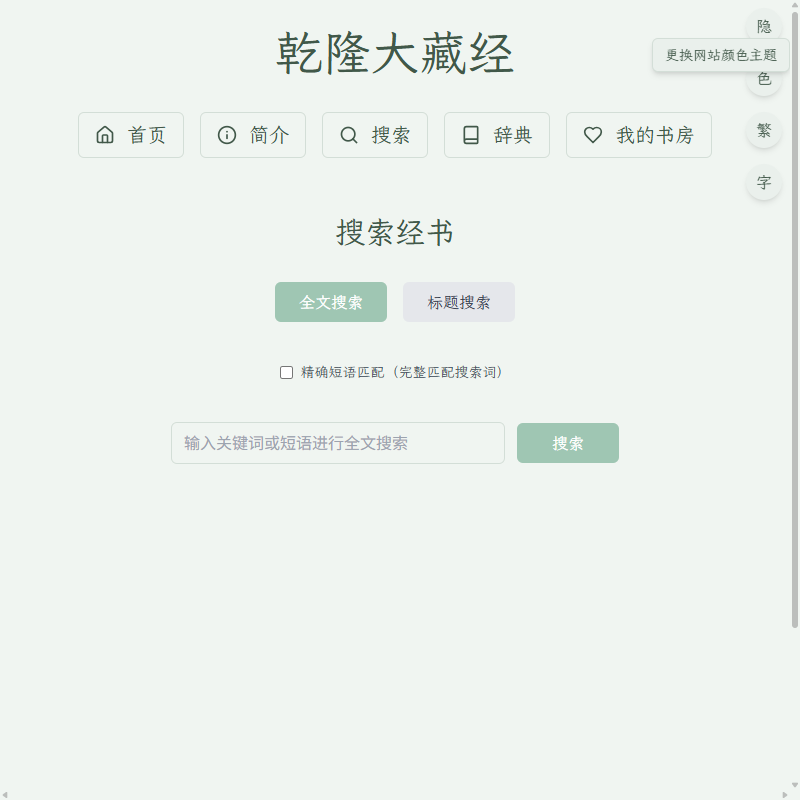 乾隆大藏经
隐
更换网站颜色主题
色
首页 简介 搜索 辞典 我的书房
繁
字
搜索经书
全文搜索 标题搜索
精确短语匹配（完整匹配搜索词）
输入关键词或短语进行全文搜索 搜索